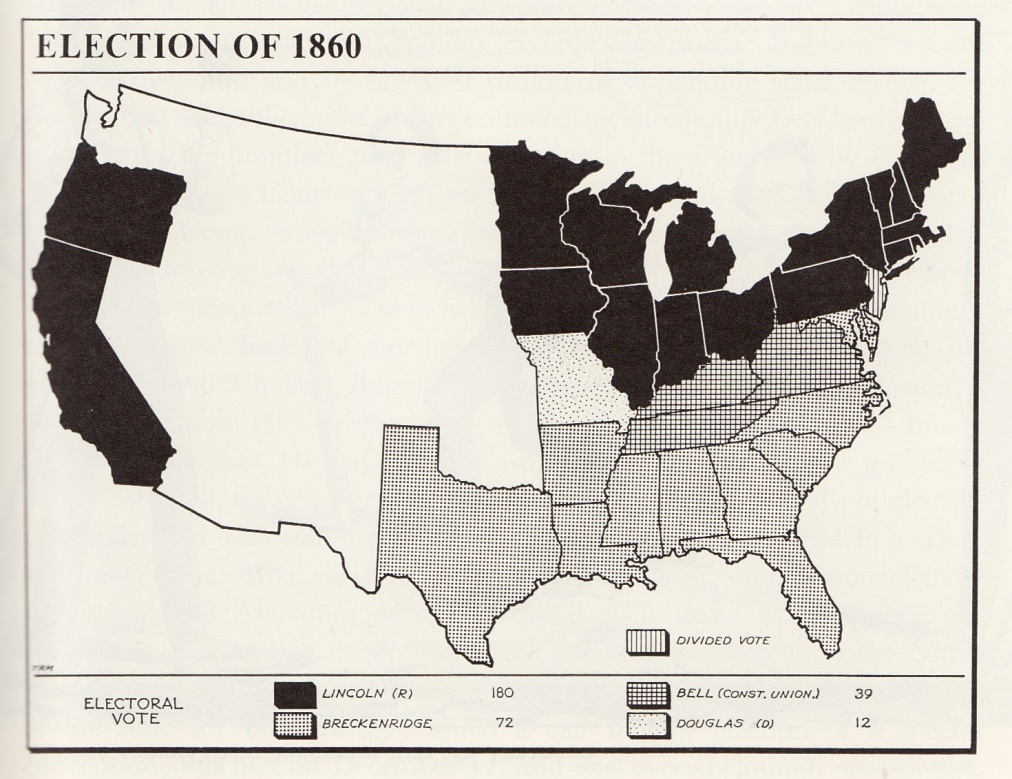 ELECTION OF 1860
DIVIDED VOTE
TRM
ELECTORAL
VOTE
LINCOLN (R) 180
BRECKENRIDGE 72
BELL (CONST. UNION.) 39
DOUGLAS (D) 12